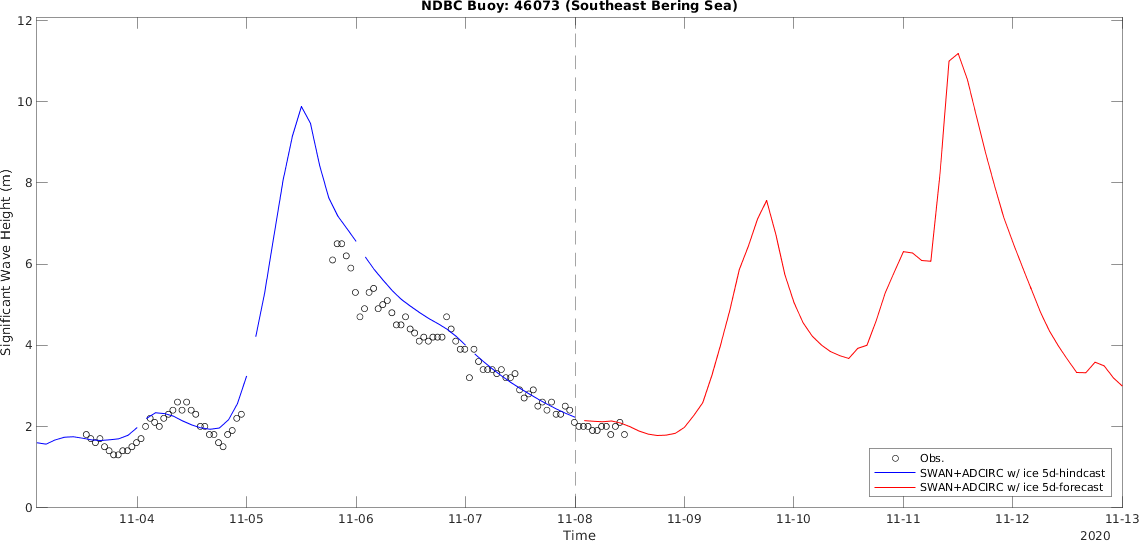 NDBC Buoy: 46073 (Southeast Bering Sea)
12
10
8
6
4
2
0
Significant Wave Height (m)
Obs.
SWAN+ADCIRC w/ ice 5d-hindcast
SWAN+ADCIRC w/ ice 5d-forecast
11-04 11-05 11-06 11-07 11-08 11-09 11-10 11-11 11-12 11-13
Time
2020